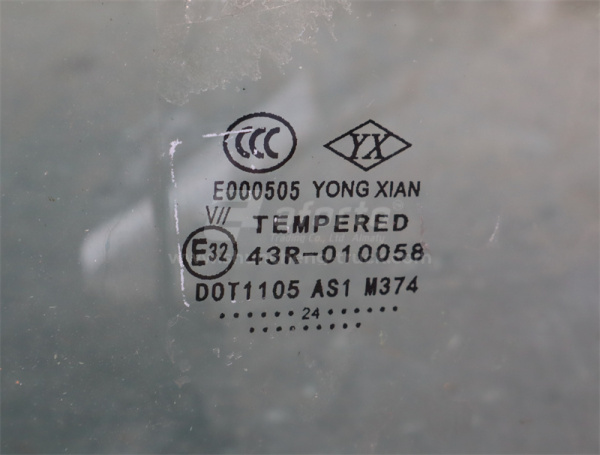 CCC YX
E000505 YONG XIAN
V// TEMPERED
E32 43R-010058
DOT1105 AS1 M374
...... 24 ......
.........